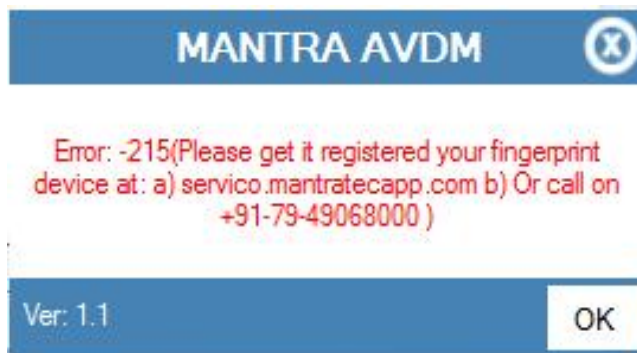 MANTRA AVDM
Error: -215(Please get it registered your fingerprint
device at: a) servico.mantratecapp.com b) Or call on
+91-79-49068000 )
Ver: 1.1
OK